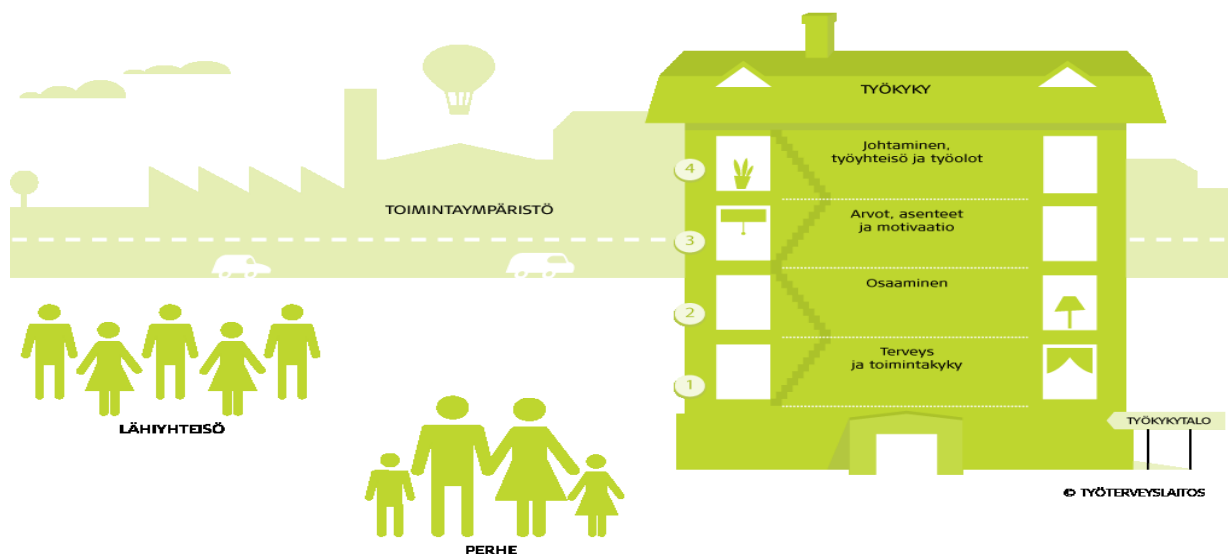 TYÖKYKY
4
Johtaminen,
työyhteisö ja työolot
TOIMINTAYMPÄRISTÖ
3
Arvot, asenteet
ja motivaatio
2
Osaaminen
1
Terveys
ja toimintakyky
LÄHIYHTEISÖ
TYÖKYKYTALO
© TYÖTERVEYSLAITOS
PERHE